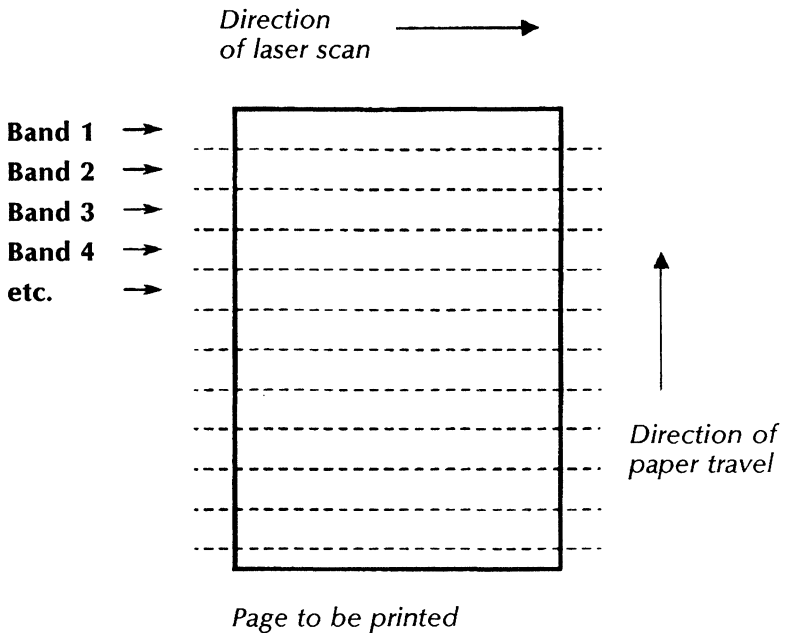 Direction
of laser scan
Band 1
Band 2
Band 3
Band 4
etc.
Direction of
paper travel
Page to be printed